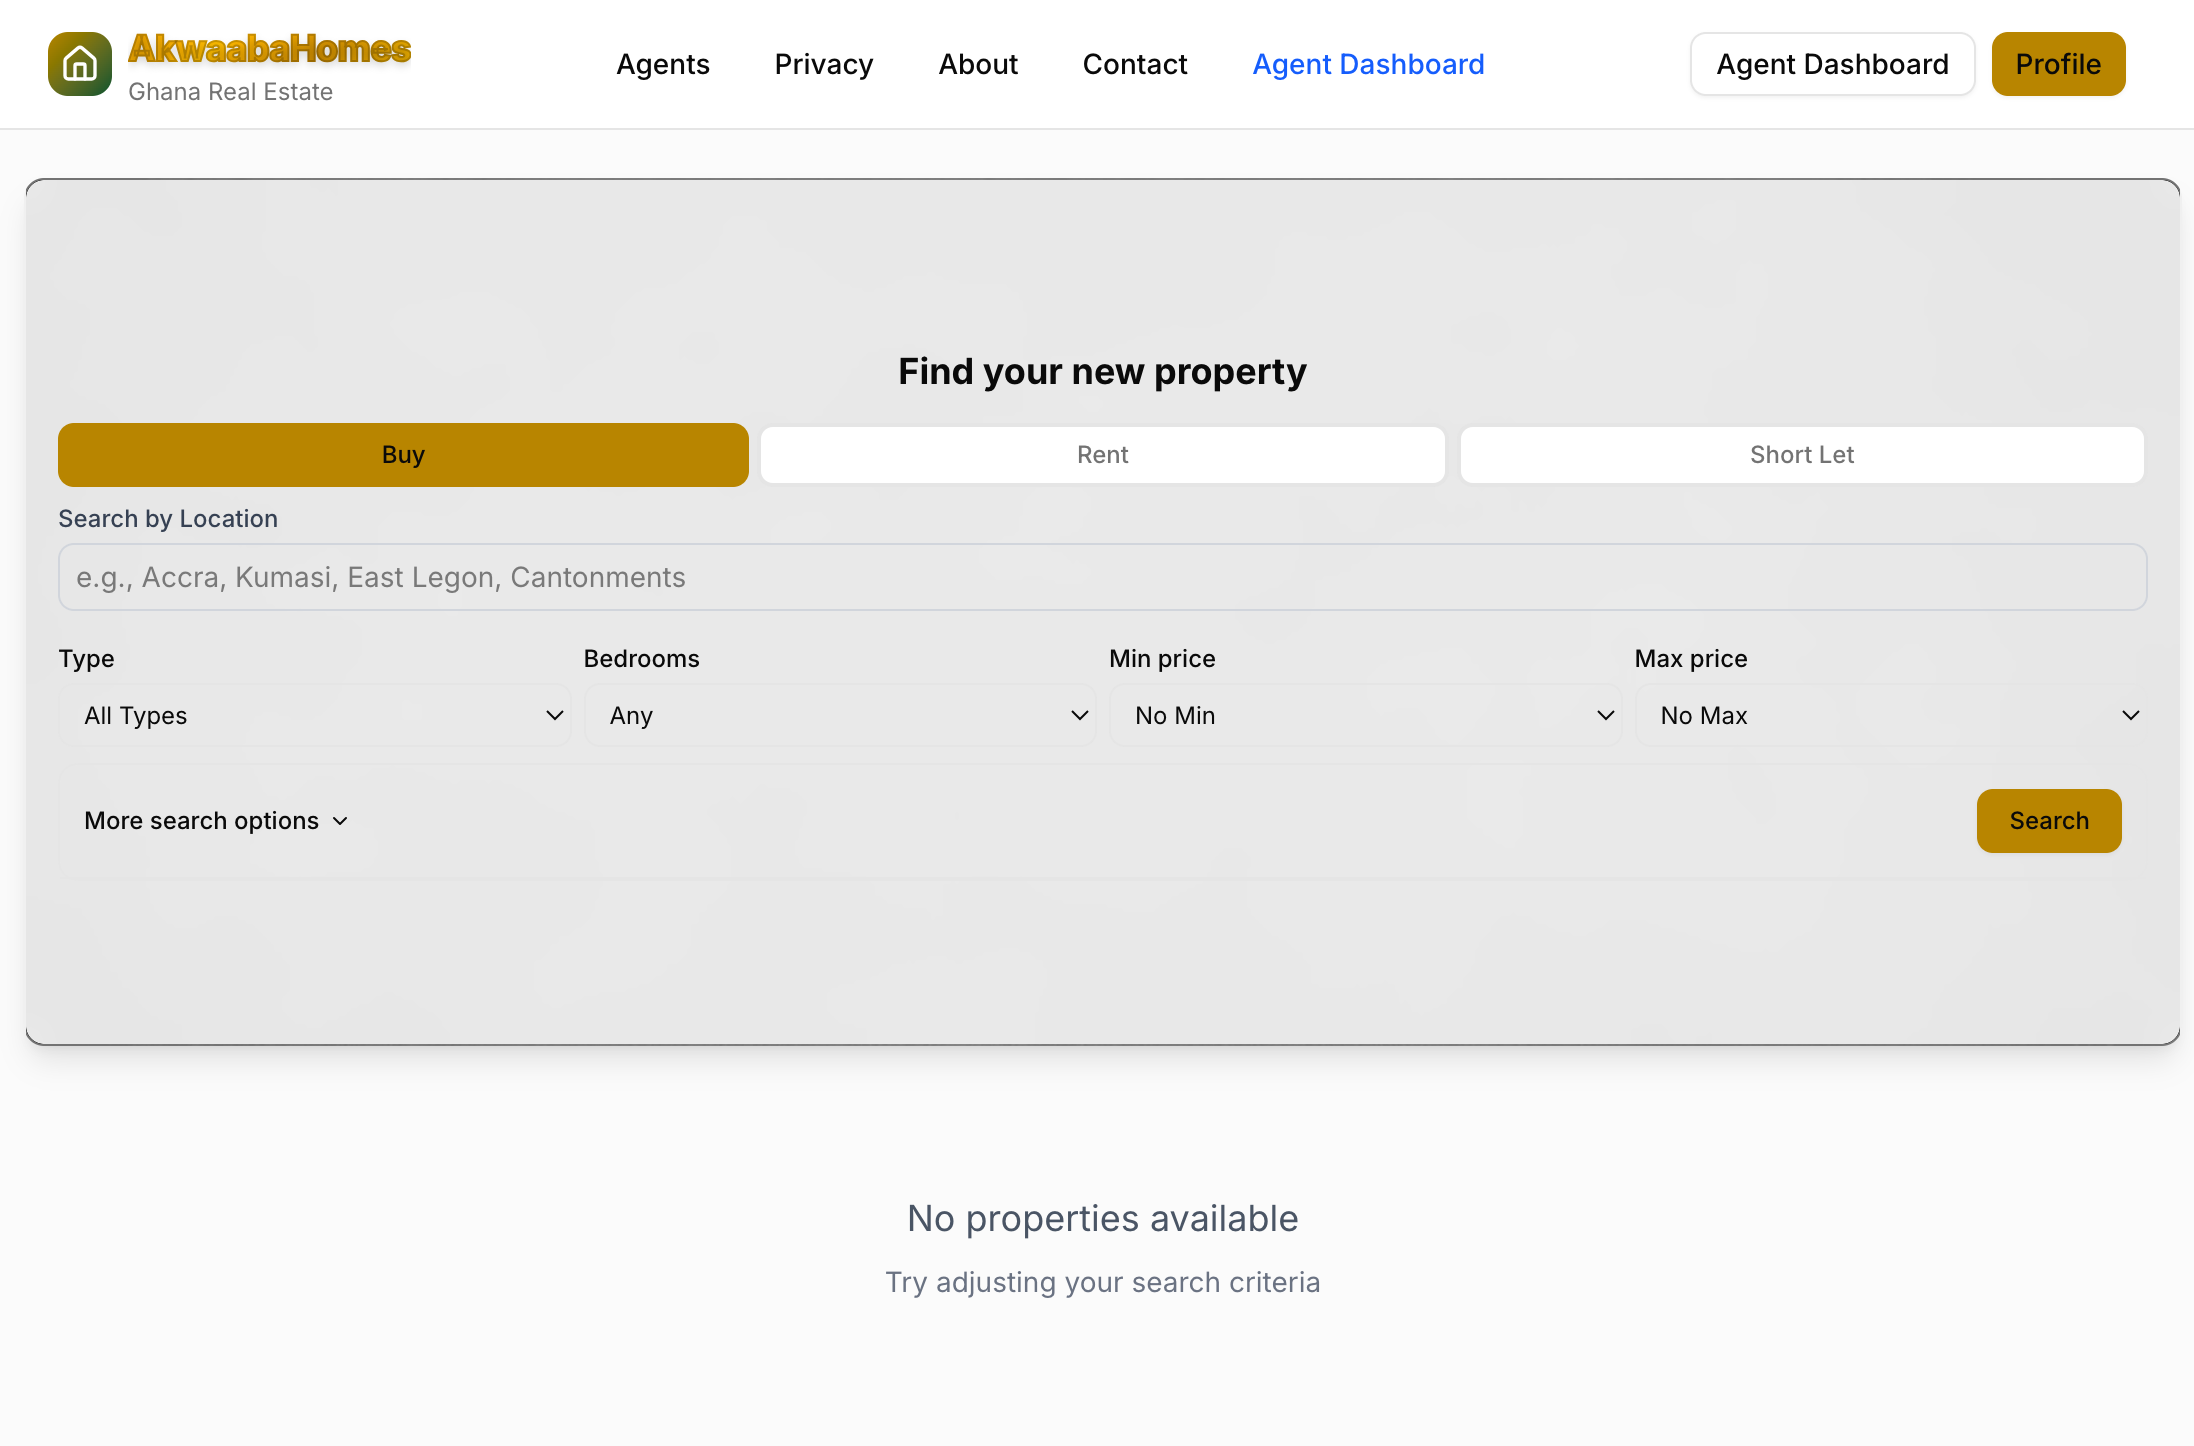 AkwaabaHomes
Ghana Real Estate
Agents
Privacy
About
Contact
Agent Dashboard
Agent Dashboard
Profile
Find your new property
Buy
Rent
Short Let
Search by Location
e.g., Accra, Kumasi, East Legon, Cantonments
Type
Bedrooms
Min price
Max price
All Types
Any
No Min
No Max
More search options
Search
No properties available
Try adjusting your search criteria